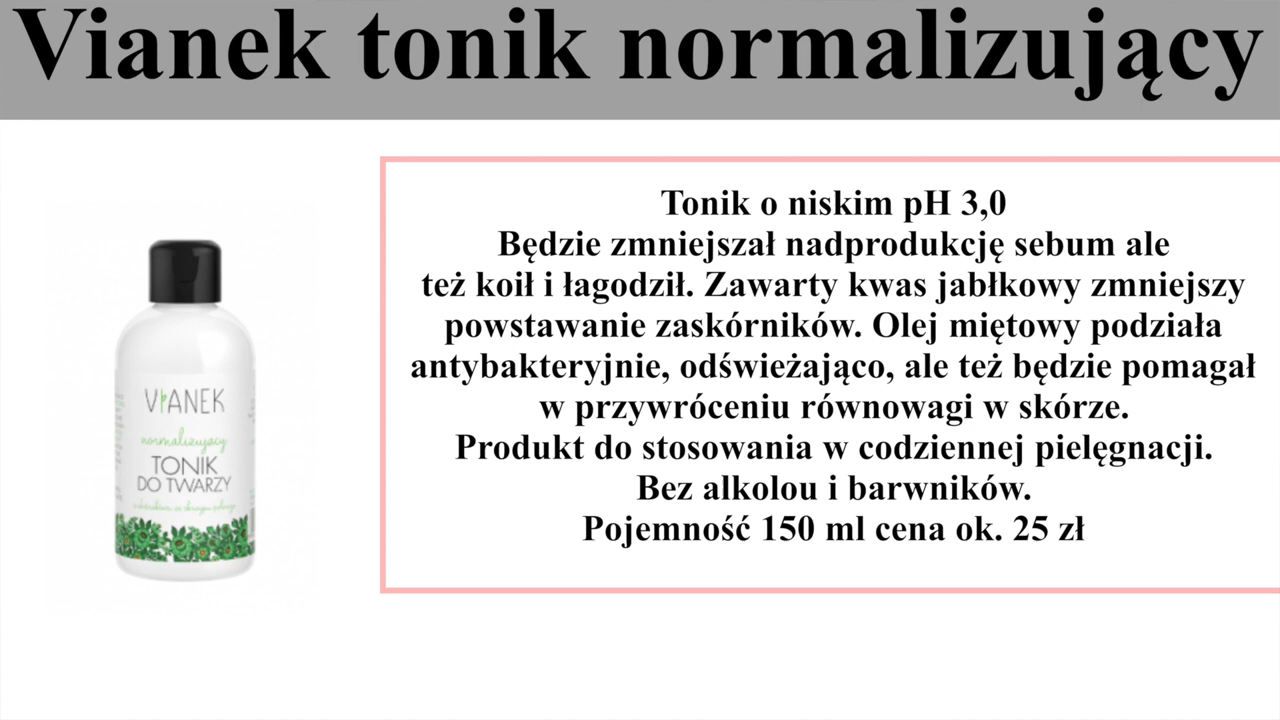 Vianek tonik normalizujący
Tonik o niskim pH 3,0
Będzie zmniejszał nadprodukcję sebum ale
też koił i łagodził. Zawarty kwas jabłkowy zmniejszy
powstawanie zaskórników. Olej miętowy podziała
antybakteryjnie, odświeżająco, ale też będzie pomagał
w przywróceniu równowagi w skórze.
Produkt do stosowania w codziennej pielęgnacji.
Bez alkolou i barwników.
Pojemność 150 ml cena ok. 25 zł
VIANEK
normalizujący
TONIK
DO TWARZY